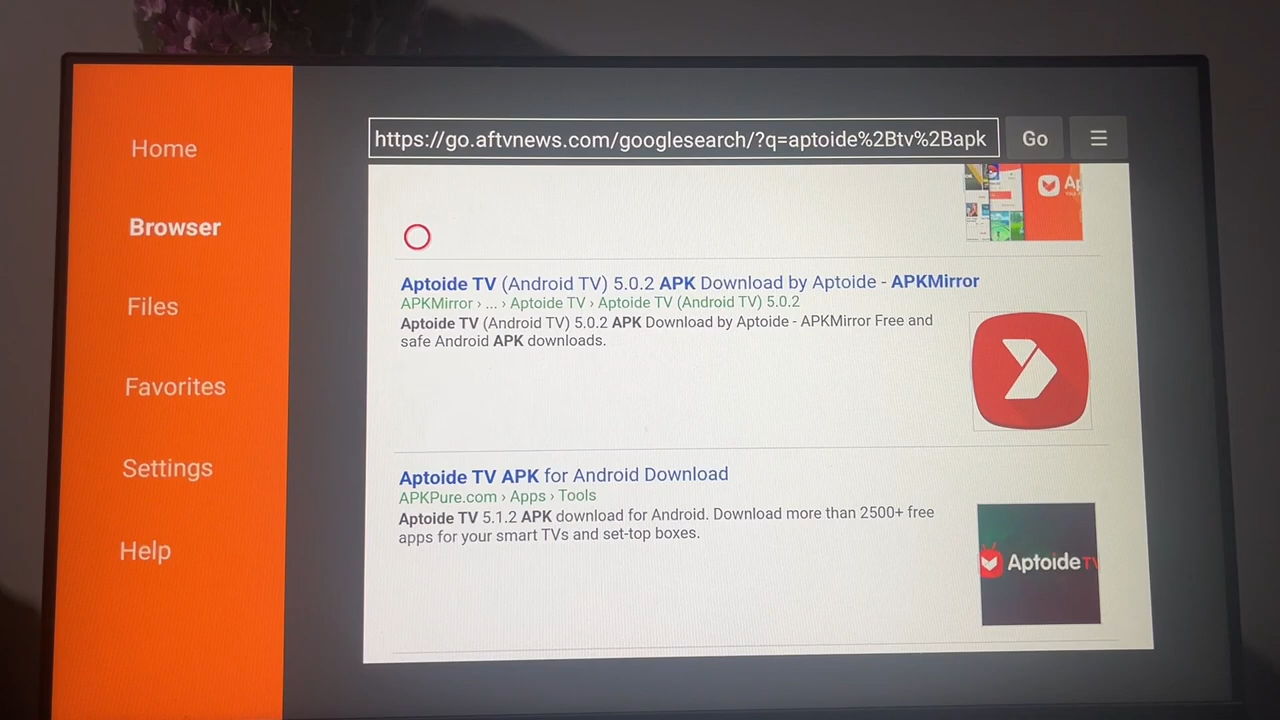 Home
Browser
Files
Favorites
Settings
Help
https://go.aftvnews.com/googlesearch/?q=aptoide%2Btv%2Bapk
Go
Ap
Aptoide TV (Android TV) 5.0.2 APK Download by Aptoide - APKMirror
APKMirror › ... › Aptoide TV › Aptoide TV (Android TV) 5.0.2
Aptoide TV (Android TV) 5.0.2 APK Download by Aptoide - APKMirror Free and
safe Android APK downloads.
Aptoide TV APK for Android Download
APKPure.com › Apps › Tools
Aptoide TV 5.1.2 APK download for Android. Download more than 2500+ free
apps for your smart TVs and set-top boxes.
Aptoide TV